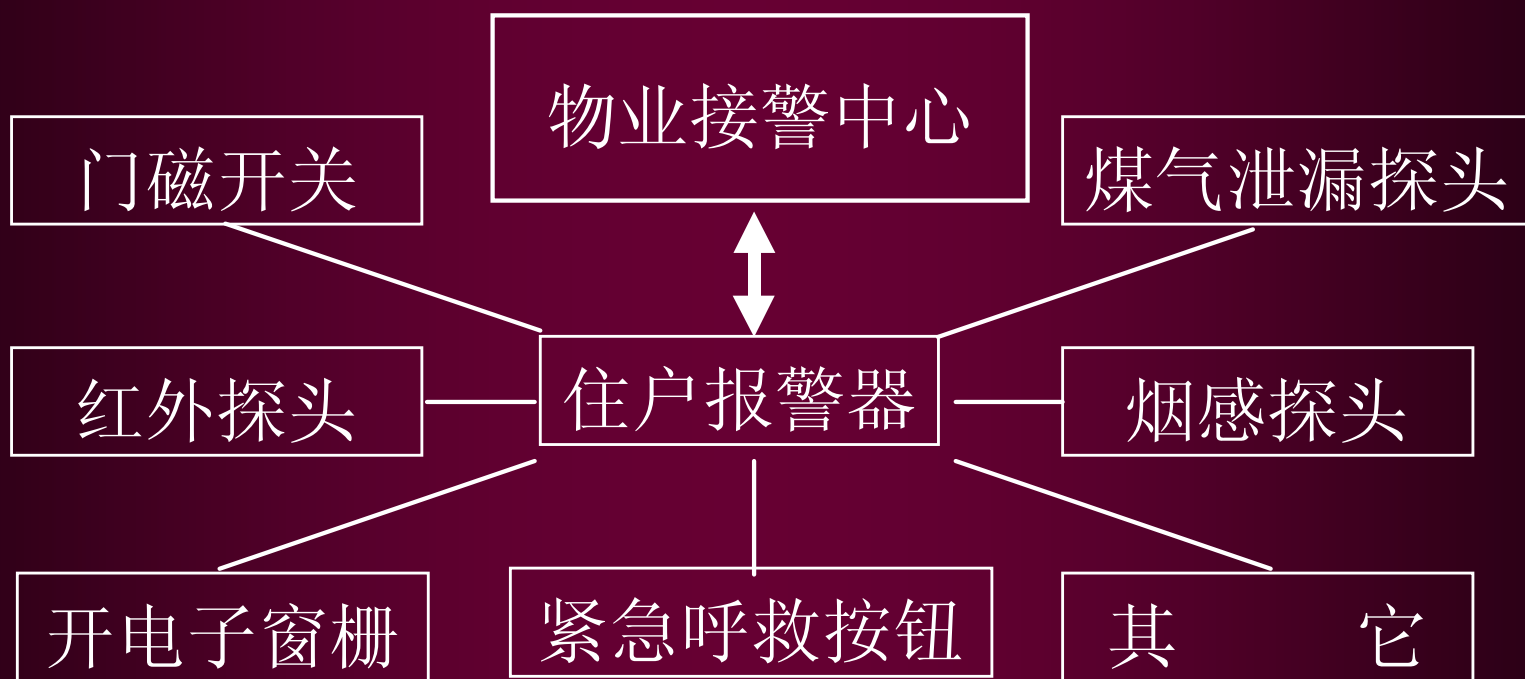 物业接警中心
门磁开关
煤气泄漏探头
红外探头
住户报警器
烟感探头
开电子窗栅
紧急呼救按钮
其 它